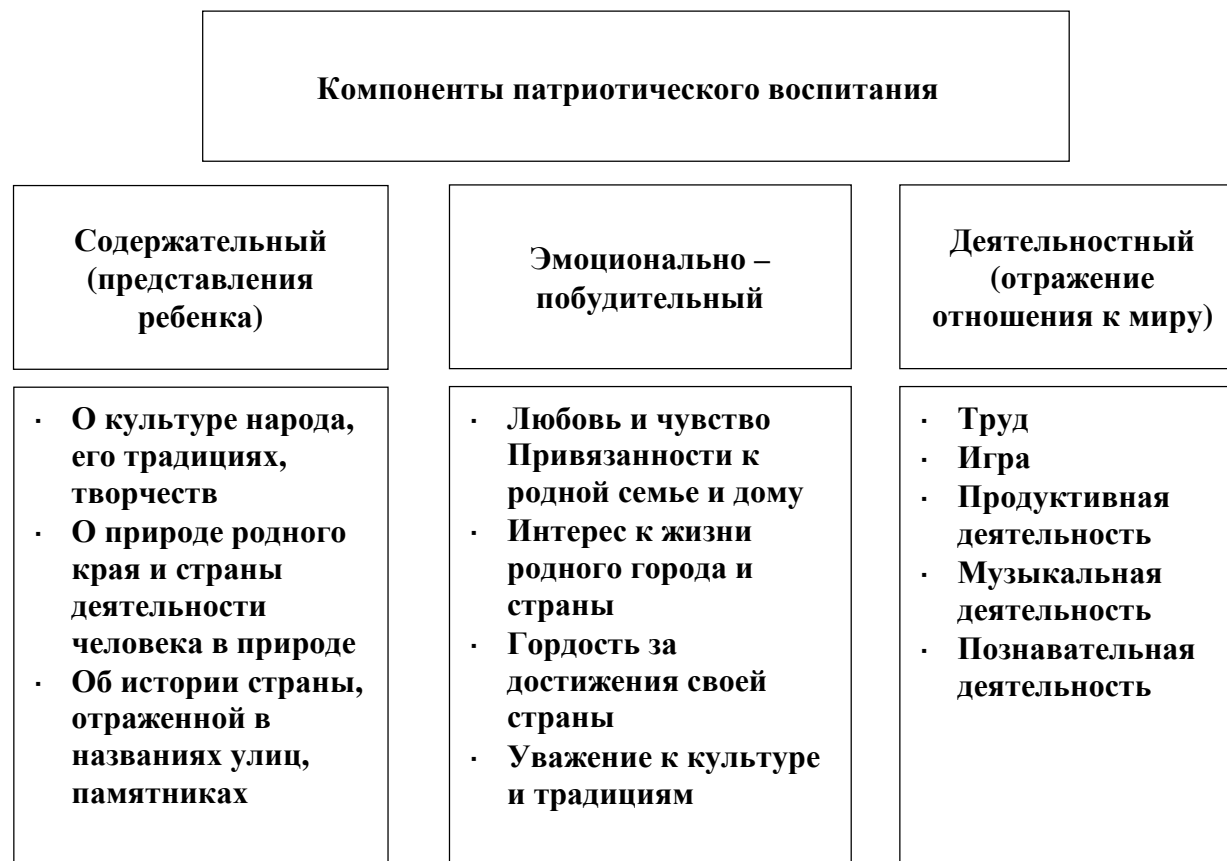 Компоненты патриотического воспитания
Содержательный
(представления
ребенка)
Эмоционально –
побудительный
Деятельностный
(отражение
отношения к миру)
· О культуре народа,
его традициях,
творчеств
· О природе родного
края и страны
деятельности
человека в природе
· Об истории страны,
отраженной в
названиях улиц,
памятниках
· Любовь и чувство
Привязанности к
родной семье и дому
· Интерес к жизни
родного города и
страны
· Гордость за
достижения своей
страны
· Уважение к культуре
и традициям
· Труд
· Игра
· Продуктивная
деятельность
· Музыкальная
деятельность
· Познавательная
деятельность